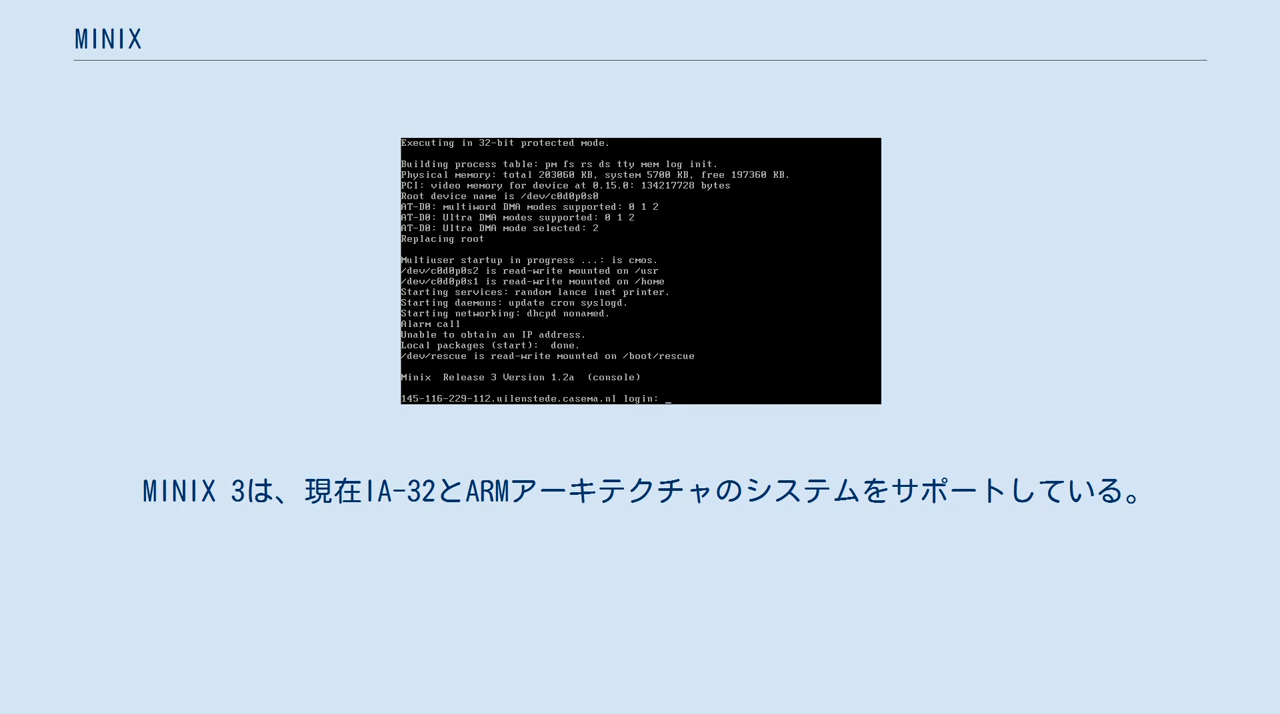 MINIX
Executing in 32-bit protected mode.
Building process table: pm fs rs ds tty mem log init.
Physical memory: total 203060 KB, system 5700 KB, free 197360 KB.
PCI: video memory for device at 0.15.0: 134217728 bytes
Root device name is /dev/c0d0p0s0
AT-D0: multiword DMA modes supported: 0 1 2
AT-D0: Ultra DMA modes supported: 0 1 2
AT-D0: Ultra DMA mode selected: 2
Replacing root
Multiuser startup in progress ...: is cmos.
/dev/c0d0p0s2 is read-write mounted on /usr
/dev/c0d0p0s1 is read-write mounted on /home
Starting services: random lance inet printer.
Starting daemons: update cron syslogd.
Starting networking: dhcpd nonamed.
Alarm call
Unable to obtain an IP address.
Local packages (start):  done.
/dev/rescue is read-write mounted on /boot/rescue
Minix  Release 3 Version 1.2a  (console)
145-116-229-112.uilenstede.casema.nl login: _
MINIX 3は、現在IA-32とARMアーキテクチャのシステムをサポートしている。